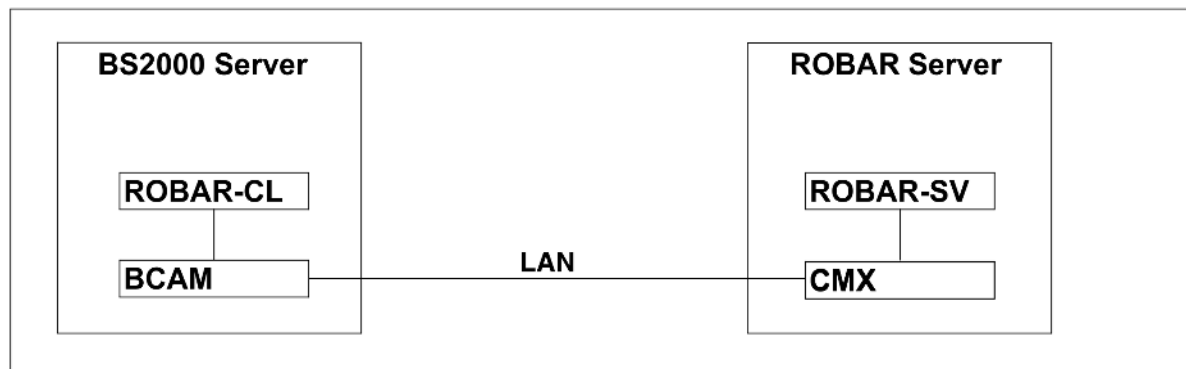 BS2000 Server
ROBAR Server
ROBAR-CL
ROBAR-SV
LAN
BCAM
CMX